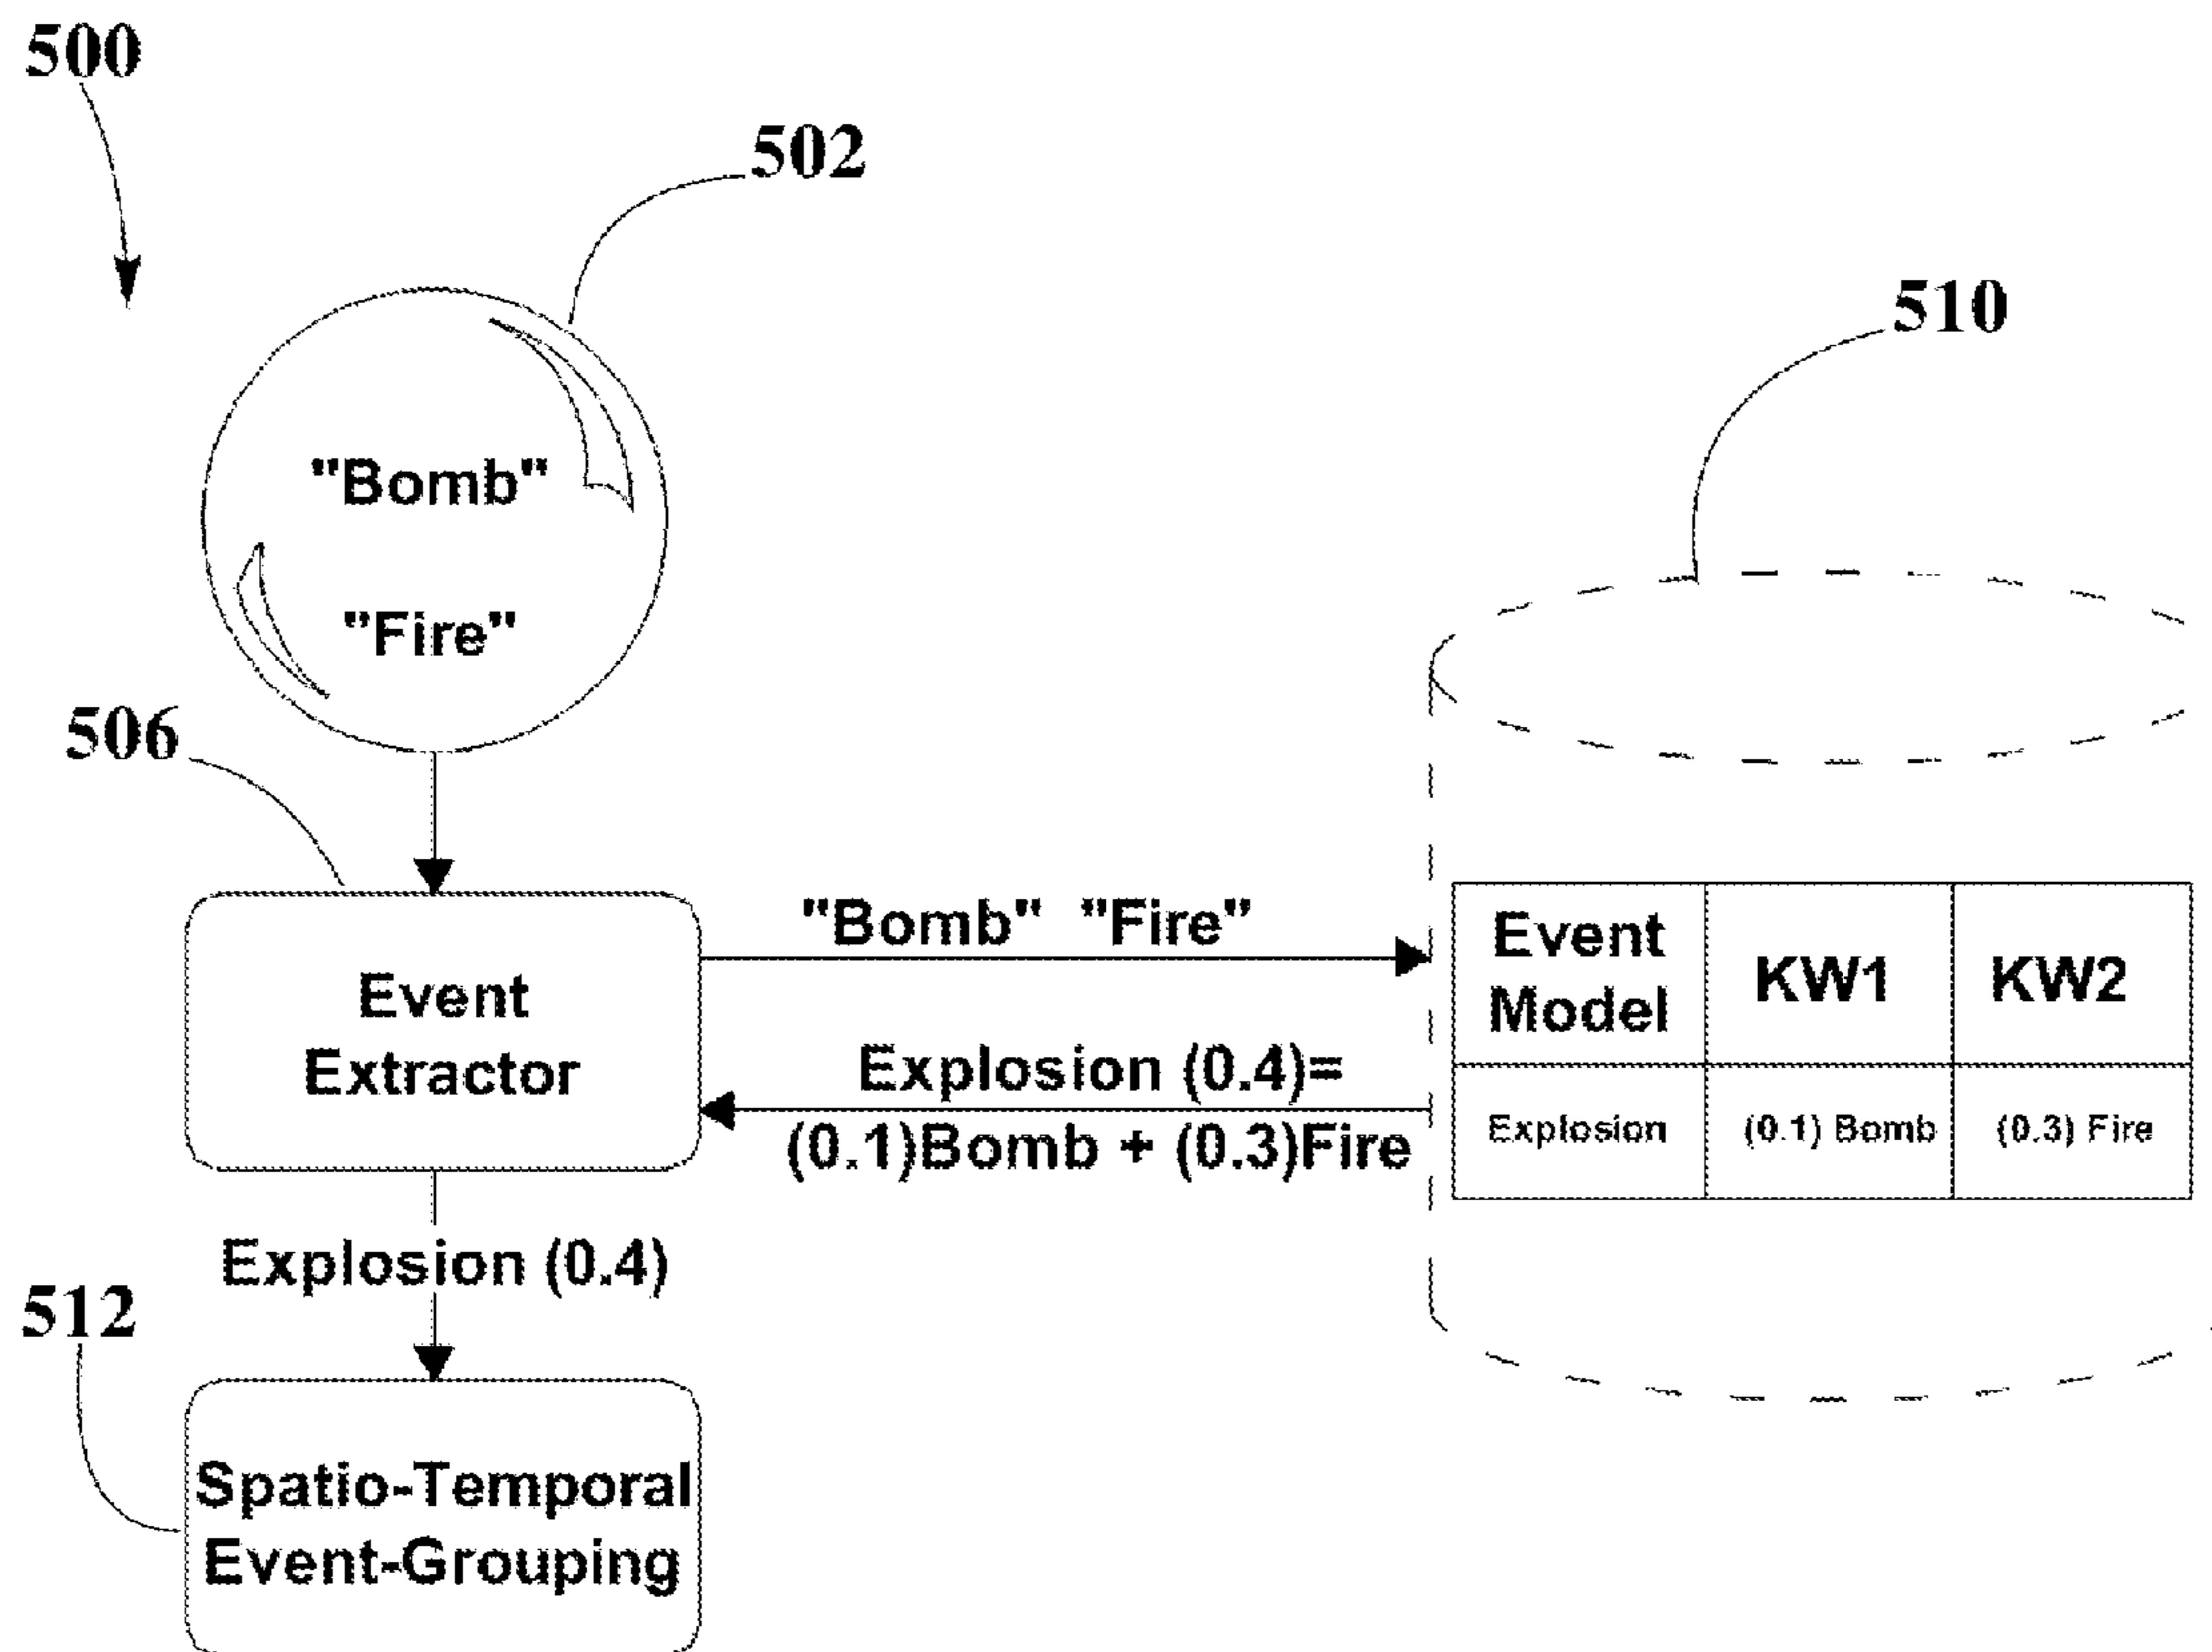 500
502
510
"Bomb"
"Fire"
506
"Bomb" "Fire"
Event
Extractor
Explosion (0.4)=
(0.1)Bomb + (0.3)Fire
Event
Model
KW1
KW2
Explosion
(0.1) Bomb
(0.3) Fire
Explosion (0.4)
512
Spatio-Temporal
Event-Grouping